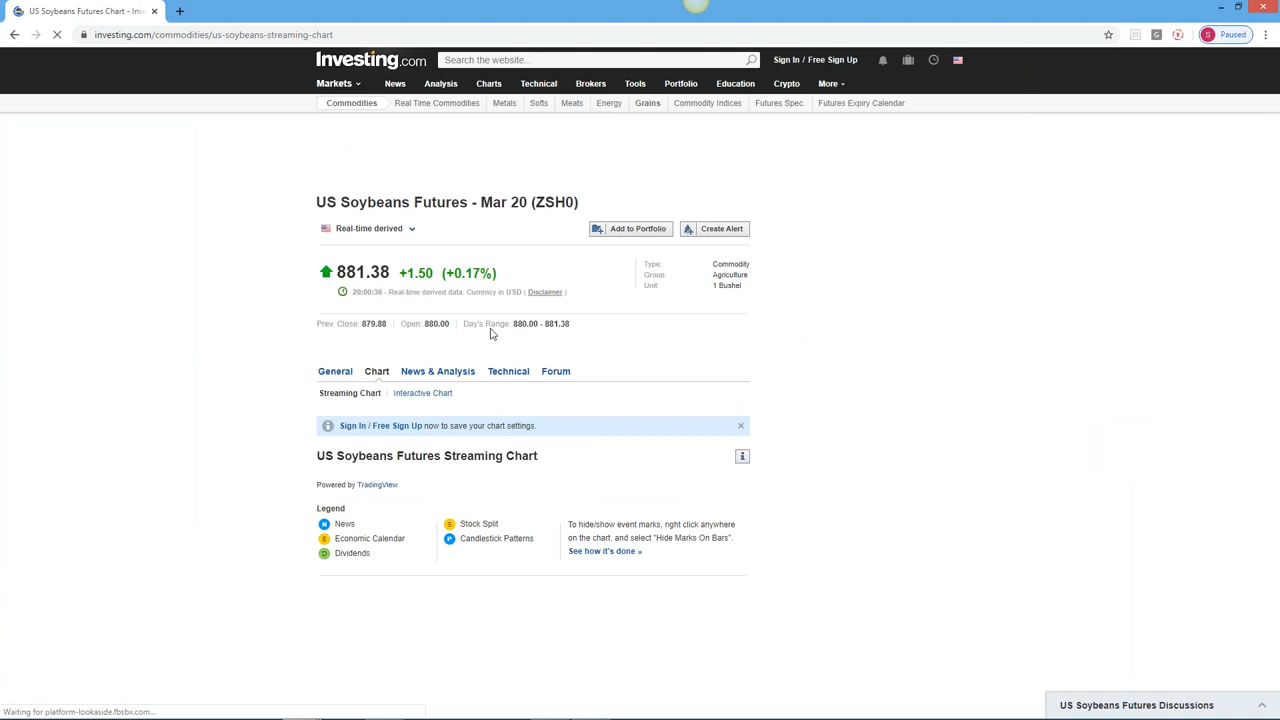 US Soybeans Futures Chart - Inve
investing.com/commodities/us-soybeans-streaming-chart
S Paused
Investing.com
Search the website...
Sign In / Free Sign Up
Markets News Analysis Charts Technical Brokers Tools Portfolio Education Crypto More
Commodities Real Time Commodities Metals Softs Meats Energy Grains Commodity Indices Futures Spec. Futures Expiry Calendar
US Soybeans Futures - Mar 20 (ZSH0)
Real-time derived
Add to Portfolio
Create Alert
881.38 +1.50 (+0.17%)
20:00:36 - Real-time derived data. Currency in USD ( Disclaimer )
Type: Commodity
Group: Agriculture
Unit: 1 Bushel
Prev. Close: 879.88 Open: 880.00 Day's Range: 880.00 - 881.38
General Chart News & Analysis Technical Forum
Streaming Chart Interactive Chart
Sign In / Free Sign Up now to save your chart settings.
US Soybeans Futures Streaming Chart
Powered by TradingView
Legend
N News
E Economic Calendar
D Dividends
S Stock Split
P Candlestick Patterns
To hide/show event marks, right click anywhere
on the chart, and select "Hide Marks On Bars".
See how it's done »
US Soybeans Futures Discussions
Waiting for platform-lookaside.fbsbx.com...